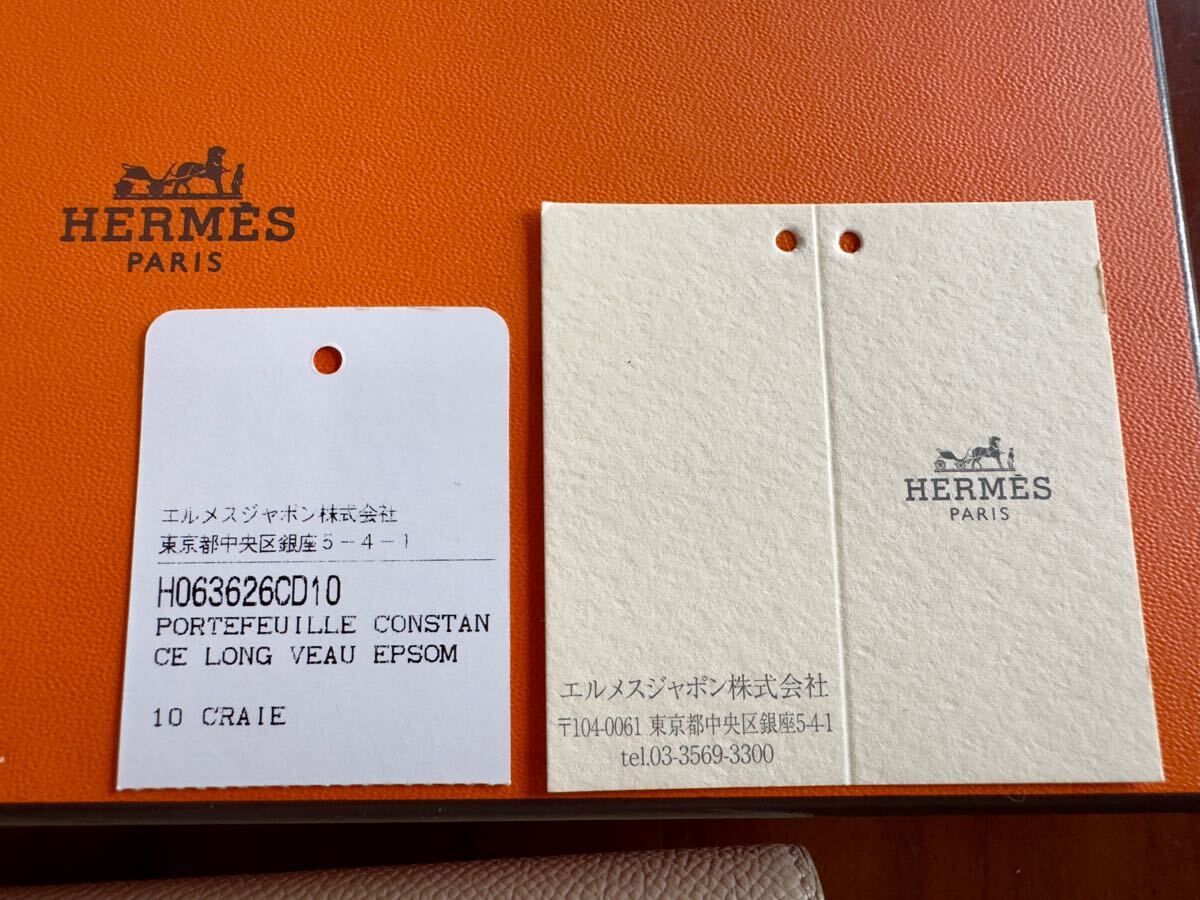 HERMÈS
PARIS
エルメスジャポン株式会社
東京都中央区銀座5-4-1
H063626CD10
PORTEFEUILLE CONSTAN
CE LONG VEAU EPSOM
10 CRAIE
HERMÈS
PARIS
エルメスジャポン株式会社
〒104-0061 東京都中央区銀座5-4-1
tel.03-3569-3300